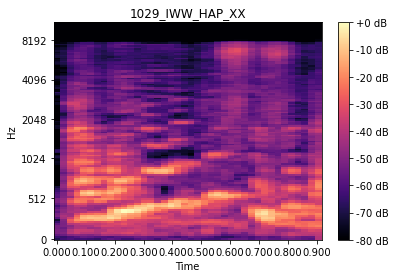 1029_IWW_HAP_XX
8192
4096
2048
1024
512
0
Hz
0.000 0.100 0.200 0.300 0.400 0.500 0.600 0.700 0.800 0.900
Time
+0 dB
-10 dB
-20 dB
-30 dB
-40 dB
-50 dB
-60 dB
-70 dB
-80 dB